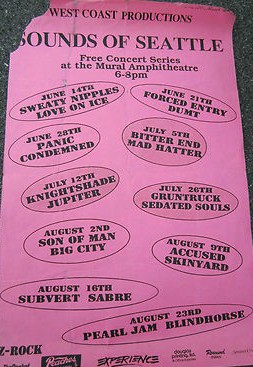 WEST COAST PRODUCTIONS
SOUNDS OF SEATTLE
Free Concert Series
at the Mural Amphitheatre
6-8pm
JUNE 14TH
SWEATY NIPPLES
LOVE ON ICE
JUNE 21TH
FORCED ENTRY
DUMT
JUNE 28TH
PANIC
CONDEMNED
JULY 5TH
BITTER END
MAD HATTER
JULY 12TH
KNIGHTSHADE
JUPITER
JULY 26TH
GRUNTRUCK
SEDATED SOULS
AUGUST 2ND
SON OF MAN
BIG CITY
AUGUST 9TH
ACCUSED
SKINYARD
AUGUST 16TH
SUBVERT SABRE
AUGUST 23RD
PEARL JAM BLINDHORSE
Z-ROCK
Peaches
EXPERIENCE